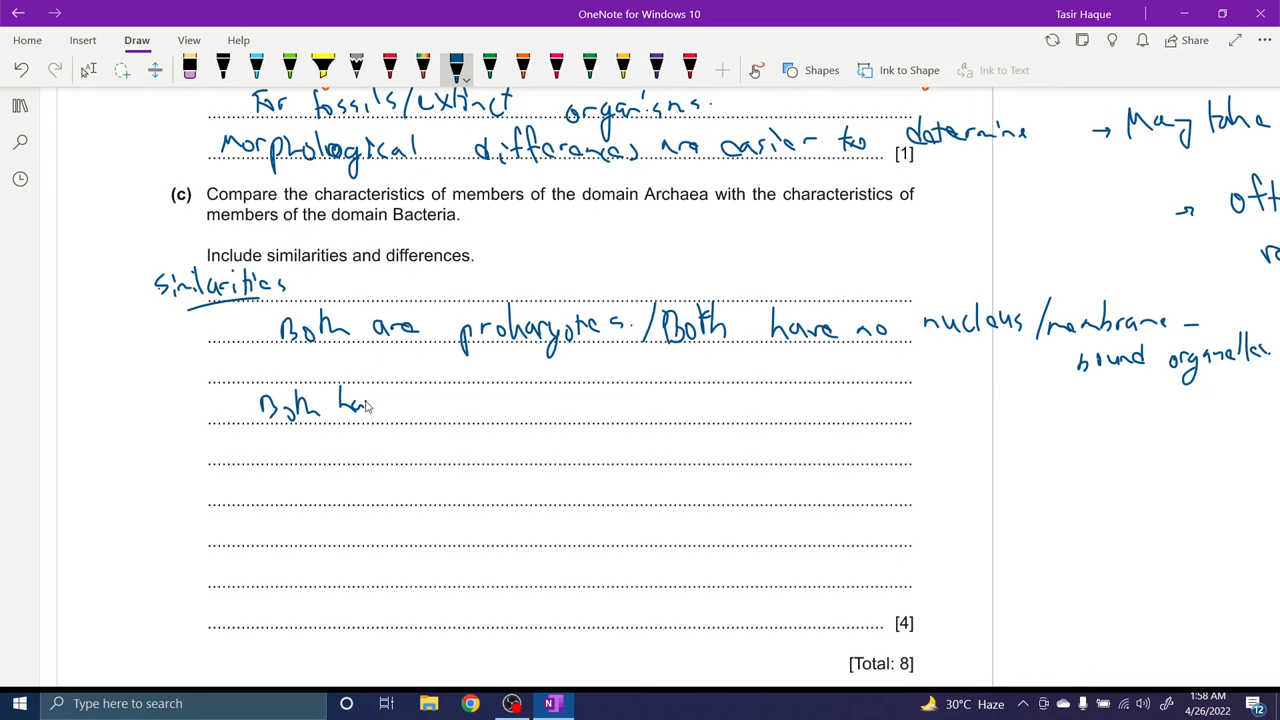 OneNote for Windows 10
Tasir Haque
Home Insert Draw View Help
Share
Shapes
Ink to Shape
Ink to Text
For fossils/extinct organisms.
Morphological differences are easier to determine
[1]
→ May take
→ oft
(c) Compare the characteristics of members of the domain Archaea with the characteristics of
members of the domain Bacteria.
Include similarities and differences.
similarities
Both are prokaryotes. / Both have no nucleus / membrane -
bound organelles.
Both ha
[4]
[Total: 8]
Type here to search
30°C Haze
1:58 AM
4/26/2022
12